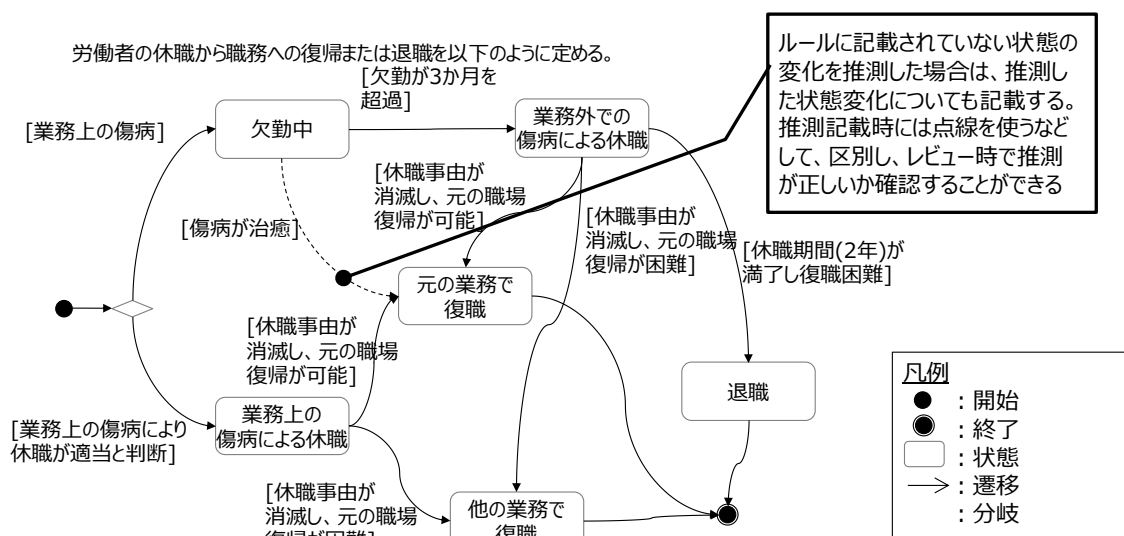 労働者の休職から職務への復帰または退職を以下のように定める。
ルールに記載されていない状態の
変化を推測した場合は、推測し
た状態変化についても記載する。
推測記載時には点線を使うなど
して、区別し、レビュー時で推測
が正しいか確認することができる
[欠勤が3か月を
超過]
[業務上の傷病]
欠勤中
業務外での
傷病による休職
[休職事由が
消滅し、元の職場
復帰が可能]
[傷病が治癒]
[休職事由が
消滅し、元の職場
復帰が困難]
[休職期間(2年)が
満了し復職困難]
元の業務で
復職
[休職事由が
消滅し、元の職場
復帰が可能]
退職
[業務上の傷病により
休職が適当と判断]
業務上の
傷病による休職
[休職事由が
消滅し、元の職場
復帰が困難]
他の業務で
復職
凡例
：開始
：終了
：状態
：遷移
：分岐